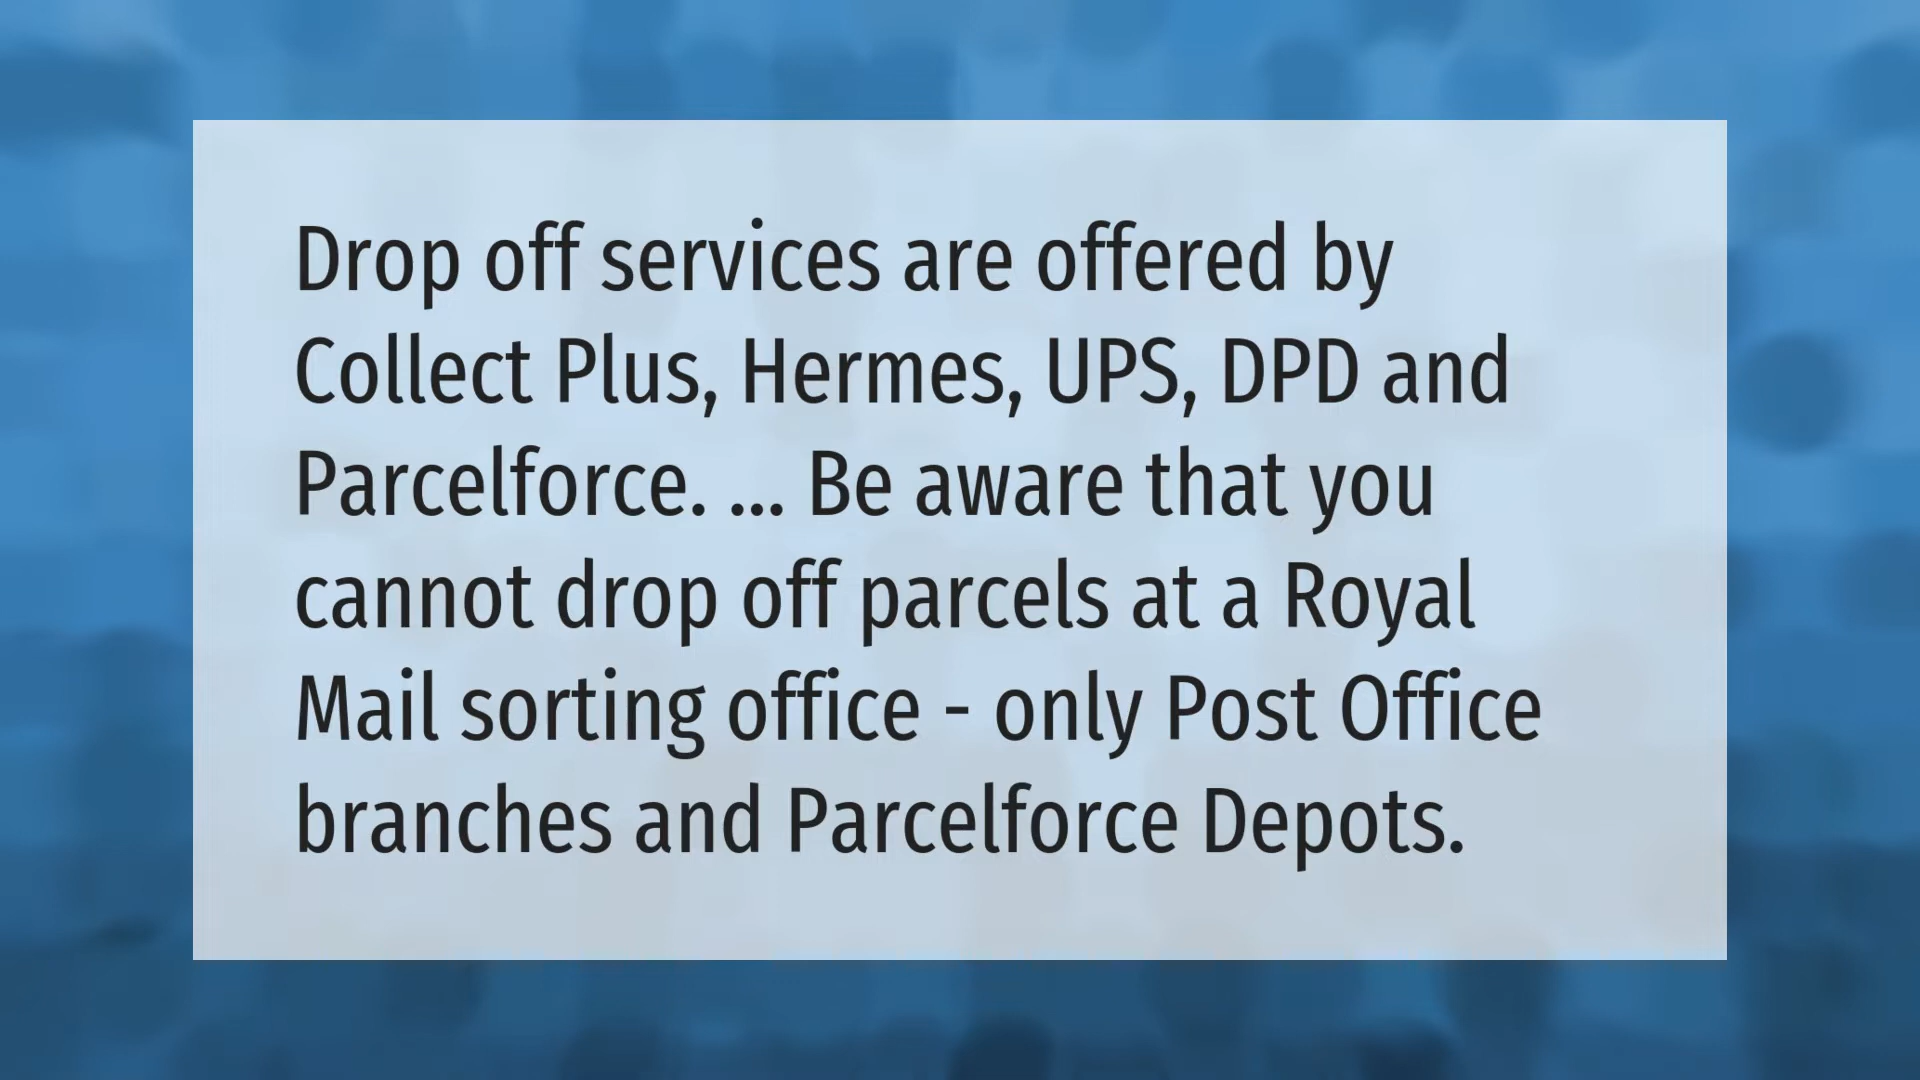 Drop off services are offered by
Collect Plus, Hermes, UPS, DPD and
Parcelforce. ... Be aware that you
cannot drop off parcels at a Royal
Mail sorting office - only Post Office
branches and Parcelforce Depots.